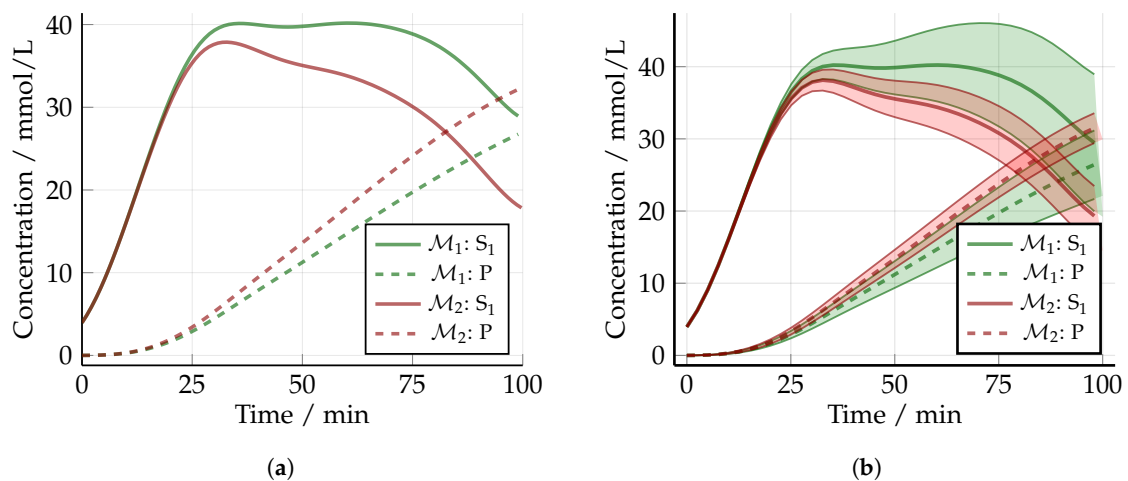 40
30
20
10
0
Concentration / mmol/L
0 25 50 75 100
Time / min
M₁: S₁
M₁: P
M₂: S₁
M₂: P
(a)
40
30
20
10
0
Concentration / mmol/L
0 25 50 75 100
Time / min
M₁: S₁
M₁: P
M₂: S₁
M₂: P
(b)